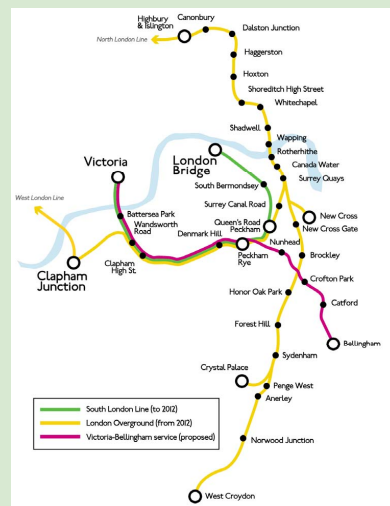 Highbury
& Islington
Canonbury
North London Line
Dalston Junction
Haggerston
Hoxton
Shoreditch High Street
Whitechapel
Shadwell
Wapping
Rotherhithe
Canada Water
Surrey Quays
Victoria
London
Bridge
West London Line
Battersea Park
Wandsworth
Road
South Bermondsey
Surrey Canal Road
Queen's Road
Peckham
New Cross
New Cross Gate
Denmark Hill
Nunhead
Peckham
Rye
Brockley
Clapham
High St.
Clapham
Junction
Crofton Park
Honor Oak Park
Catford
Forest Hill
Bellingham
Sydenham
Crystal Palace
Penge West
Anerley
South London Line (to 2012)
London Overground (from 2012)
Victoria-Bellingham service (proposed)
Norwood Junction
West Croydon